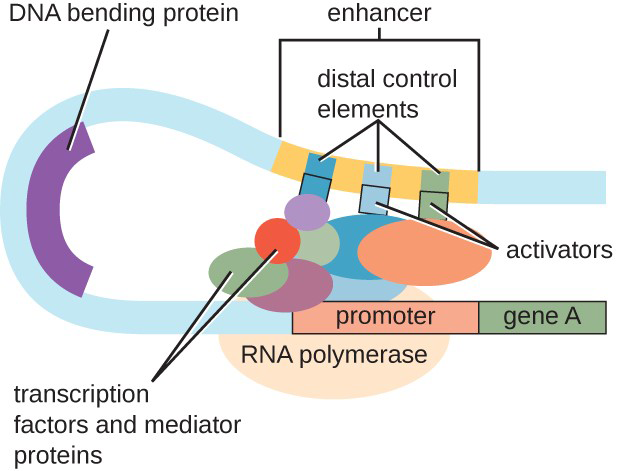 DNA bending protein
enhancer
distal control
elements
activators
promoter
gene A
RNA polymerase
transcription
factors and mediator
proteins